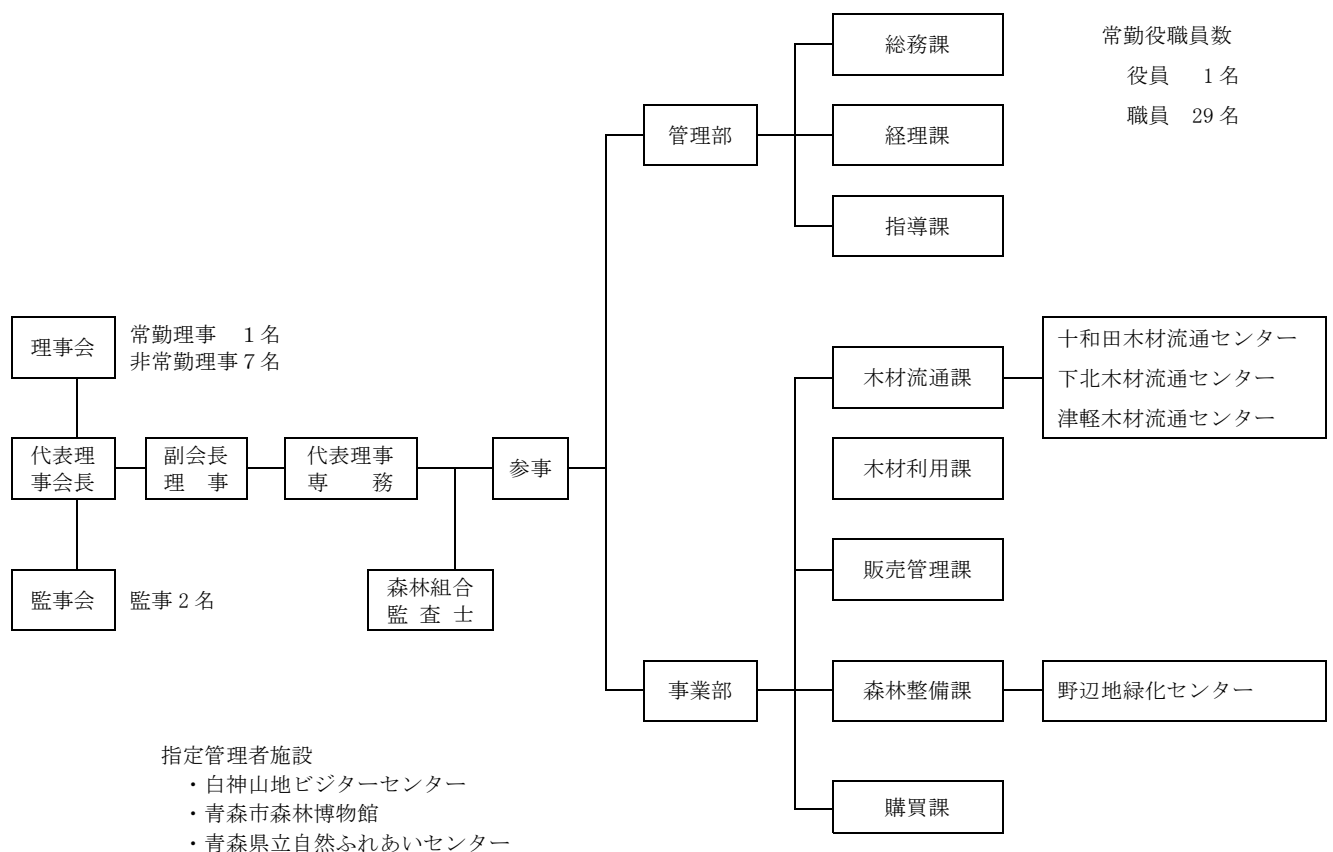 総務課
常勤役職員数
役員 1名
職員 29名
管理部
経理課
指導課
理事会
常勤理事 1名
非常勤理事7名
木材流通課
十和田木材流通センター
下北木材流通センター
津軽木材流通センター
代表理
事会長
副会長
理 事
代表理事
専 務
参事
木材利用課
監事会
監事2名
森林組合
監 査 士
販売管理課
事業部
森林整備課
野辺地緑化センター
購買課
指定管理者施設
・白神山地ビジターセンター
・青森市森林博物館
・青森県立自然ふれあいセンター